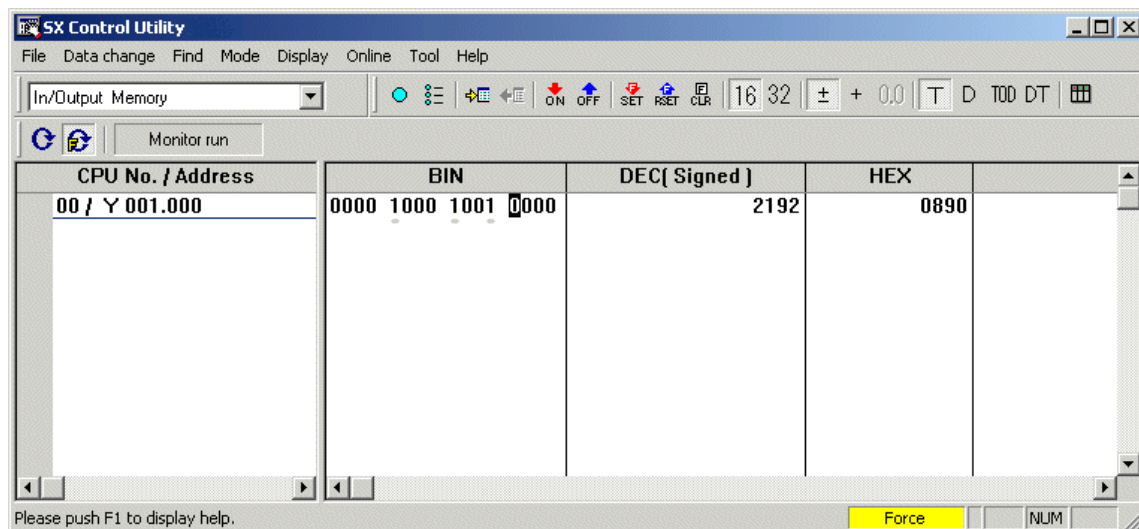 SX Control Utility
File Data change Find Mode Display Online Tool Help
In/Output Memory ON OFF F SET F RSET F CLR 16 32 ± + 0.0 T D TOD DT
F Monitor run
CPU No. / Address BIN DEC( Signed ) HEX
00 / Y 001.000 0000 1000 1001 0000 2192 0890
Please push F1 to display help. Force NUM